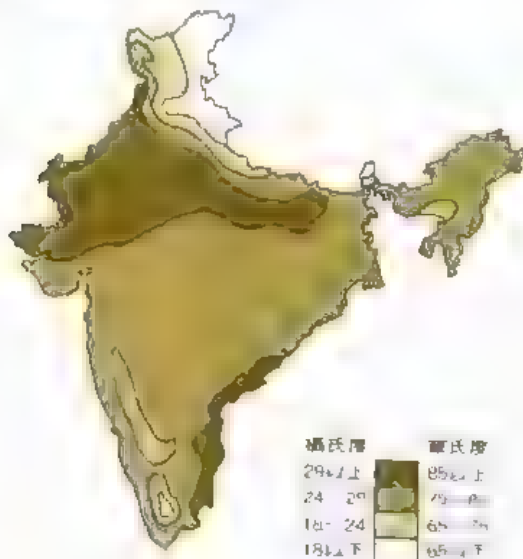 攝氏度 華氏度
29以上 85以上
24 - 29 75 -
18 - 24 65 -
18以下 65以下